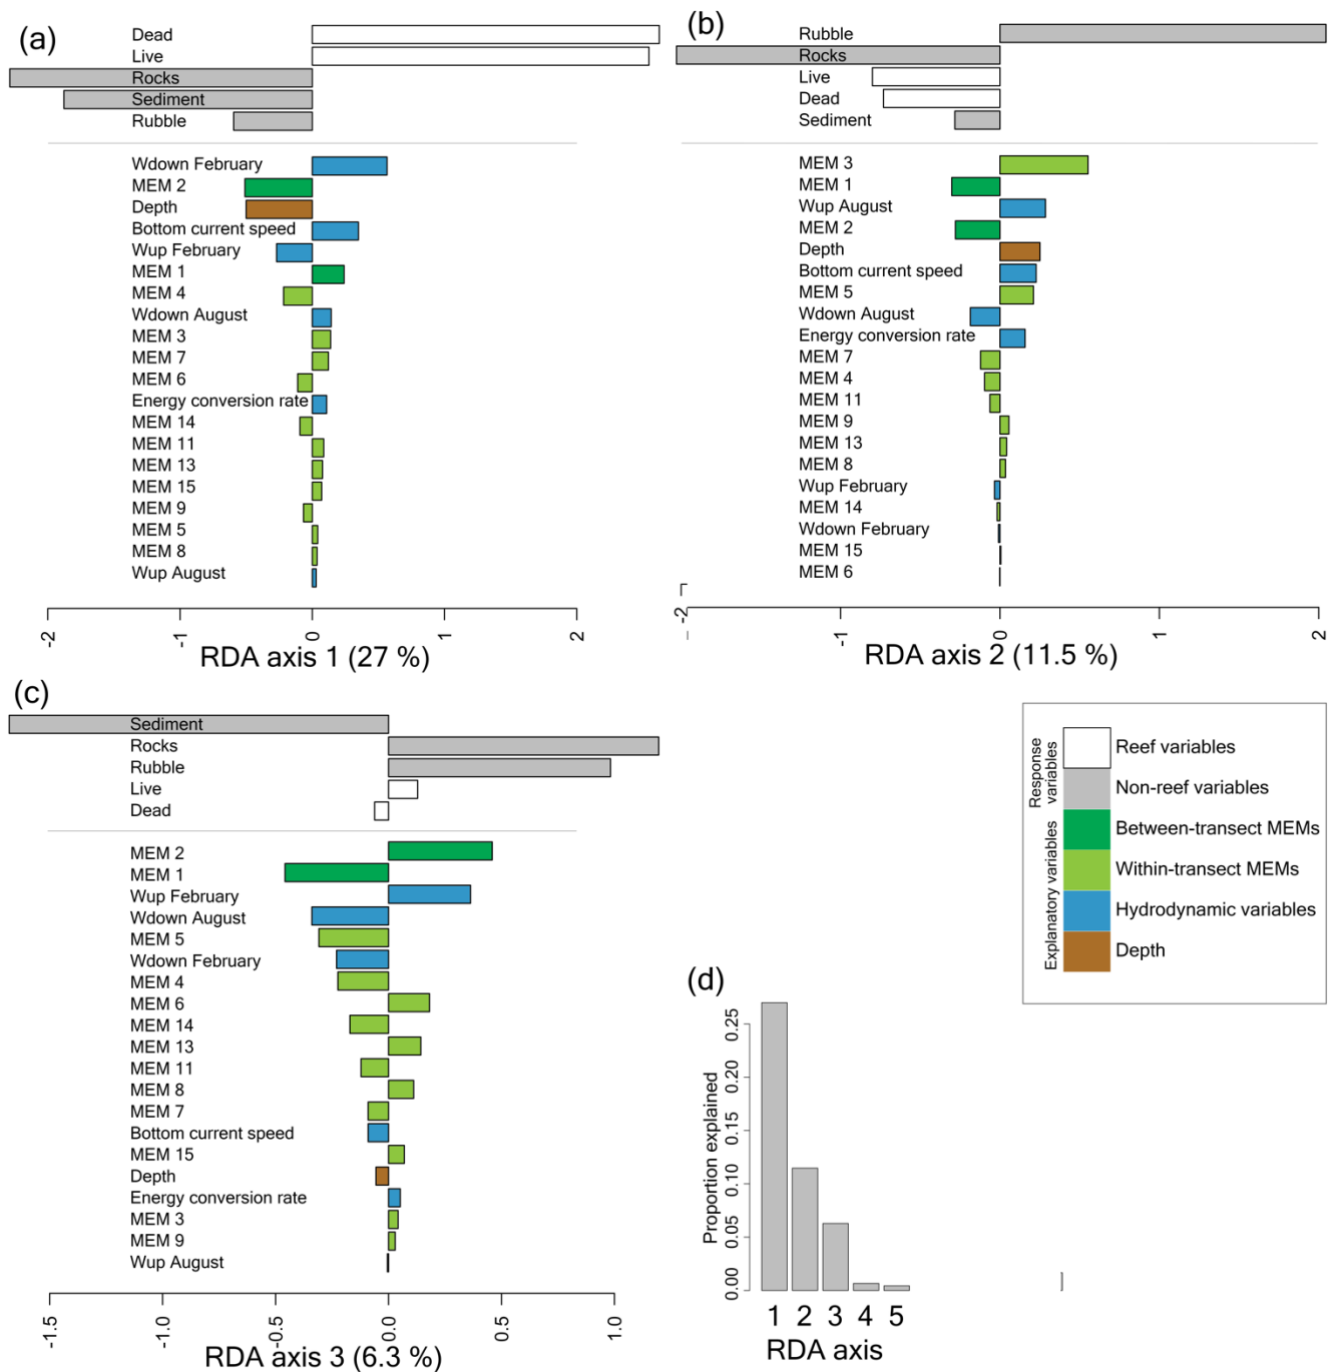 (a)
Dead
Live
Rocks
Sediment
Rubble
Wdown February
MEM 2
Depth
Bottom current speed
Wup February
MEM 1
MEM 4
Wdown August
MEM 3
MEM 7
MEM 6
Energy conversion rate
MEM 14
MEM 11
MEM 13
MEM 15
MEM 9
MEM 5
MEM 8
Wup August
-2 -1 0 1 2
RDA axis 1 (27 %)
(b)
Rubble
Rocks
Live
Dead
Sediment
MEM 3
MEM 1
Wup August
MEM 2
Depth
Bottom current speed
MEM 5
Wdown August
Energy conversion rate
MEM 7
MEM 4
MEM 11
MEM 9
MEM 13
MEM 8
Wup February
MEM 14
Wdown February
MEM 15
MEM 6
-2 -1 0 1 2
RDA axis 2 (11.5 %)
(c)
Sediment
Rocks
Rubble
Live
Dead
MEM 2
MEM 1
Wup February
Wdown August
MEM 5
Wdown February
MEM 4
MEM 6
MEM 14
MEM 13
MEM 11
MEM 8
MEM 7
Bottom current speed
MEM 15
Depth
Energy conversion rate
MEM 3
MEM 9
Wup August
-1.5 -1.0 -0.5 0.0 0.5 1.0
RDA axis 3 (6.3 %)
Response
variables
Explanatory variables
Reef variables
Non-reef variables
Between-transect MEMs
Within-transect MEMs
Hydrodynamic variables
Depth
(d)
Proportion explained
0.25
0.20
0.15
0.10
0.05
0.00
1 2 3 4 5
RDA axis